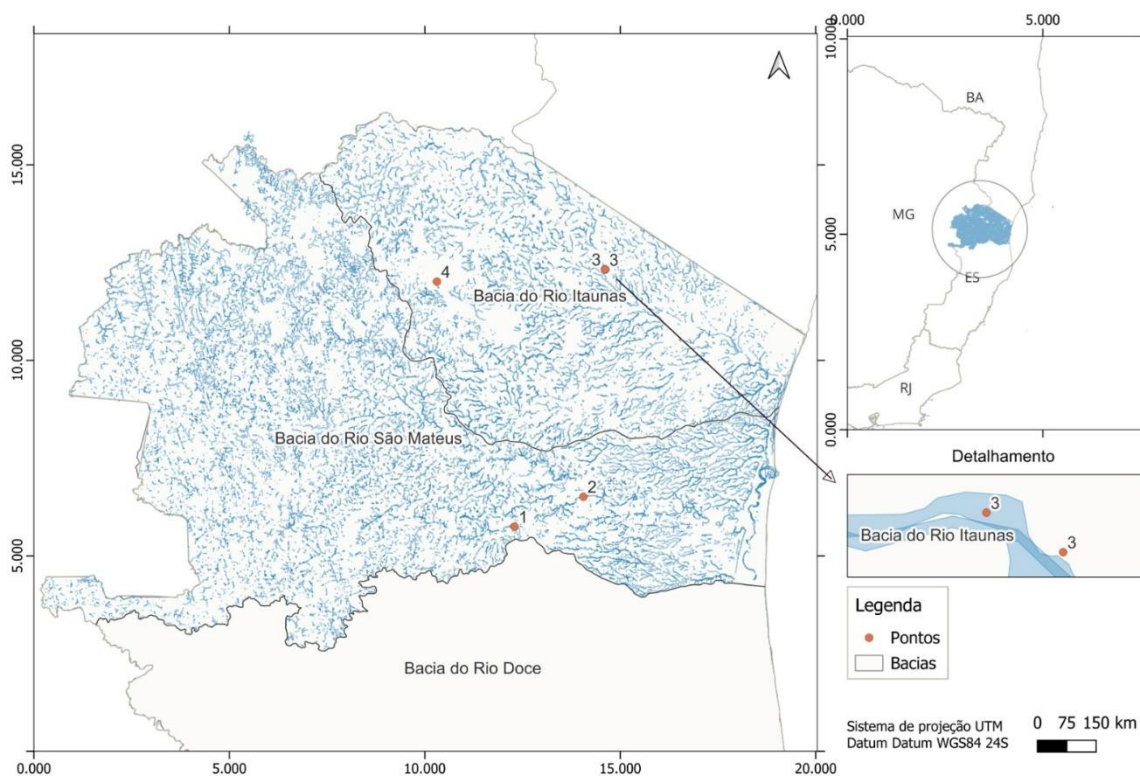 0.000
5.000
10.000
5.000
0.000
BA
MG
ES
RJ
15.000
10.000
5.000
4
3 3
Bacia do Rio Itaunas
Bacia do Rio São Mateus
2
1
Bacia do Rio Doce
0.000
5.000
10.000
15.000
20.000
Detalhamento
3
Bacia do Rio Itaunas
3
Legenda
Pontos
Bacias
Sistema de projeção UTM
Datum Datum WGS84 24S
0 75 150 km